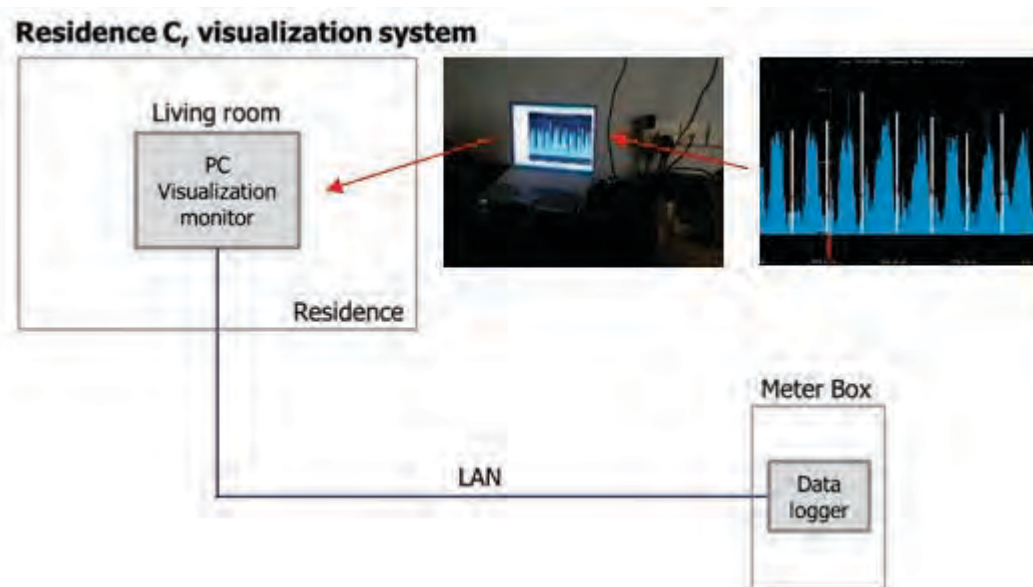 Residence C, visualization system
Living room
PC
Visualization
monitor
Residence
Meter Box
LAN
Data
logger